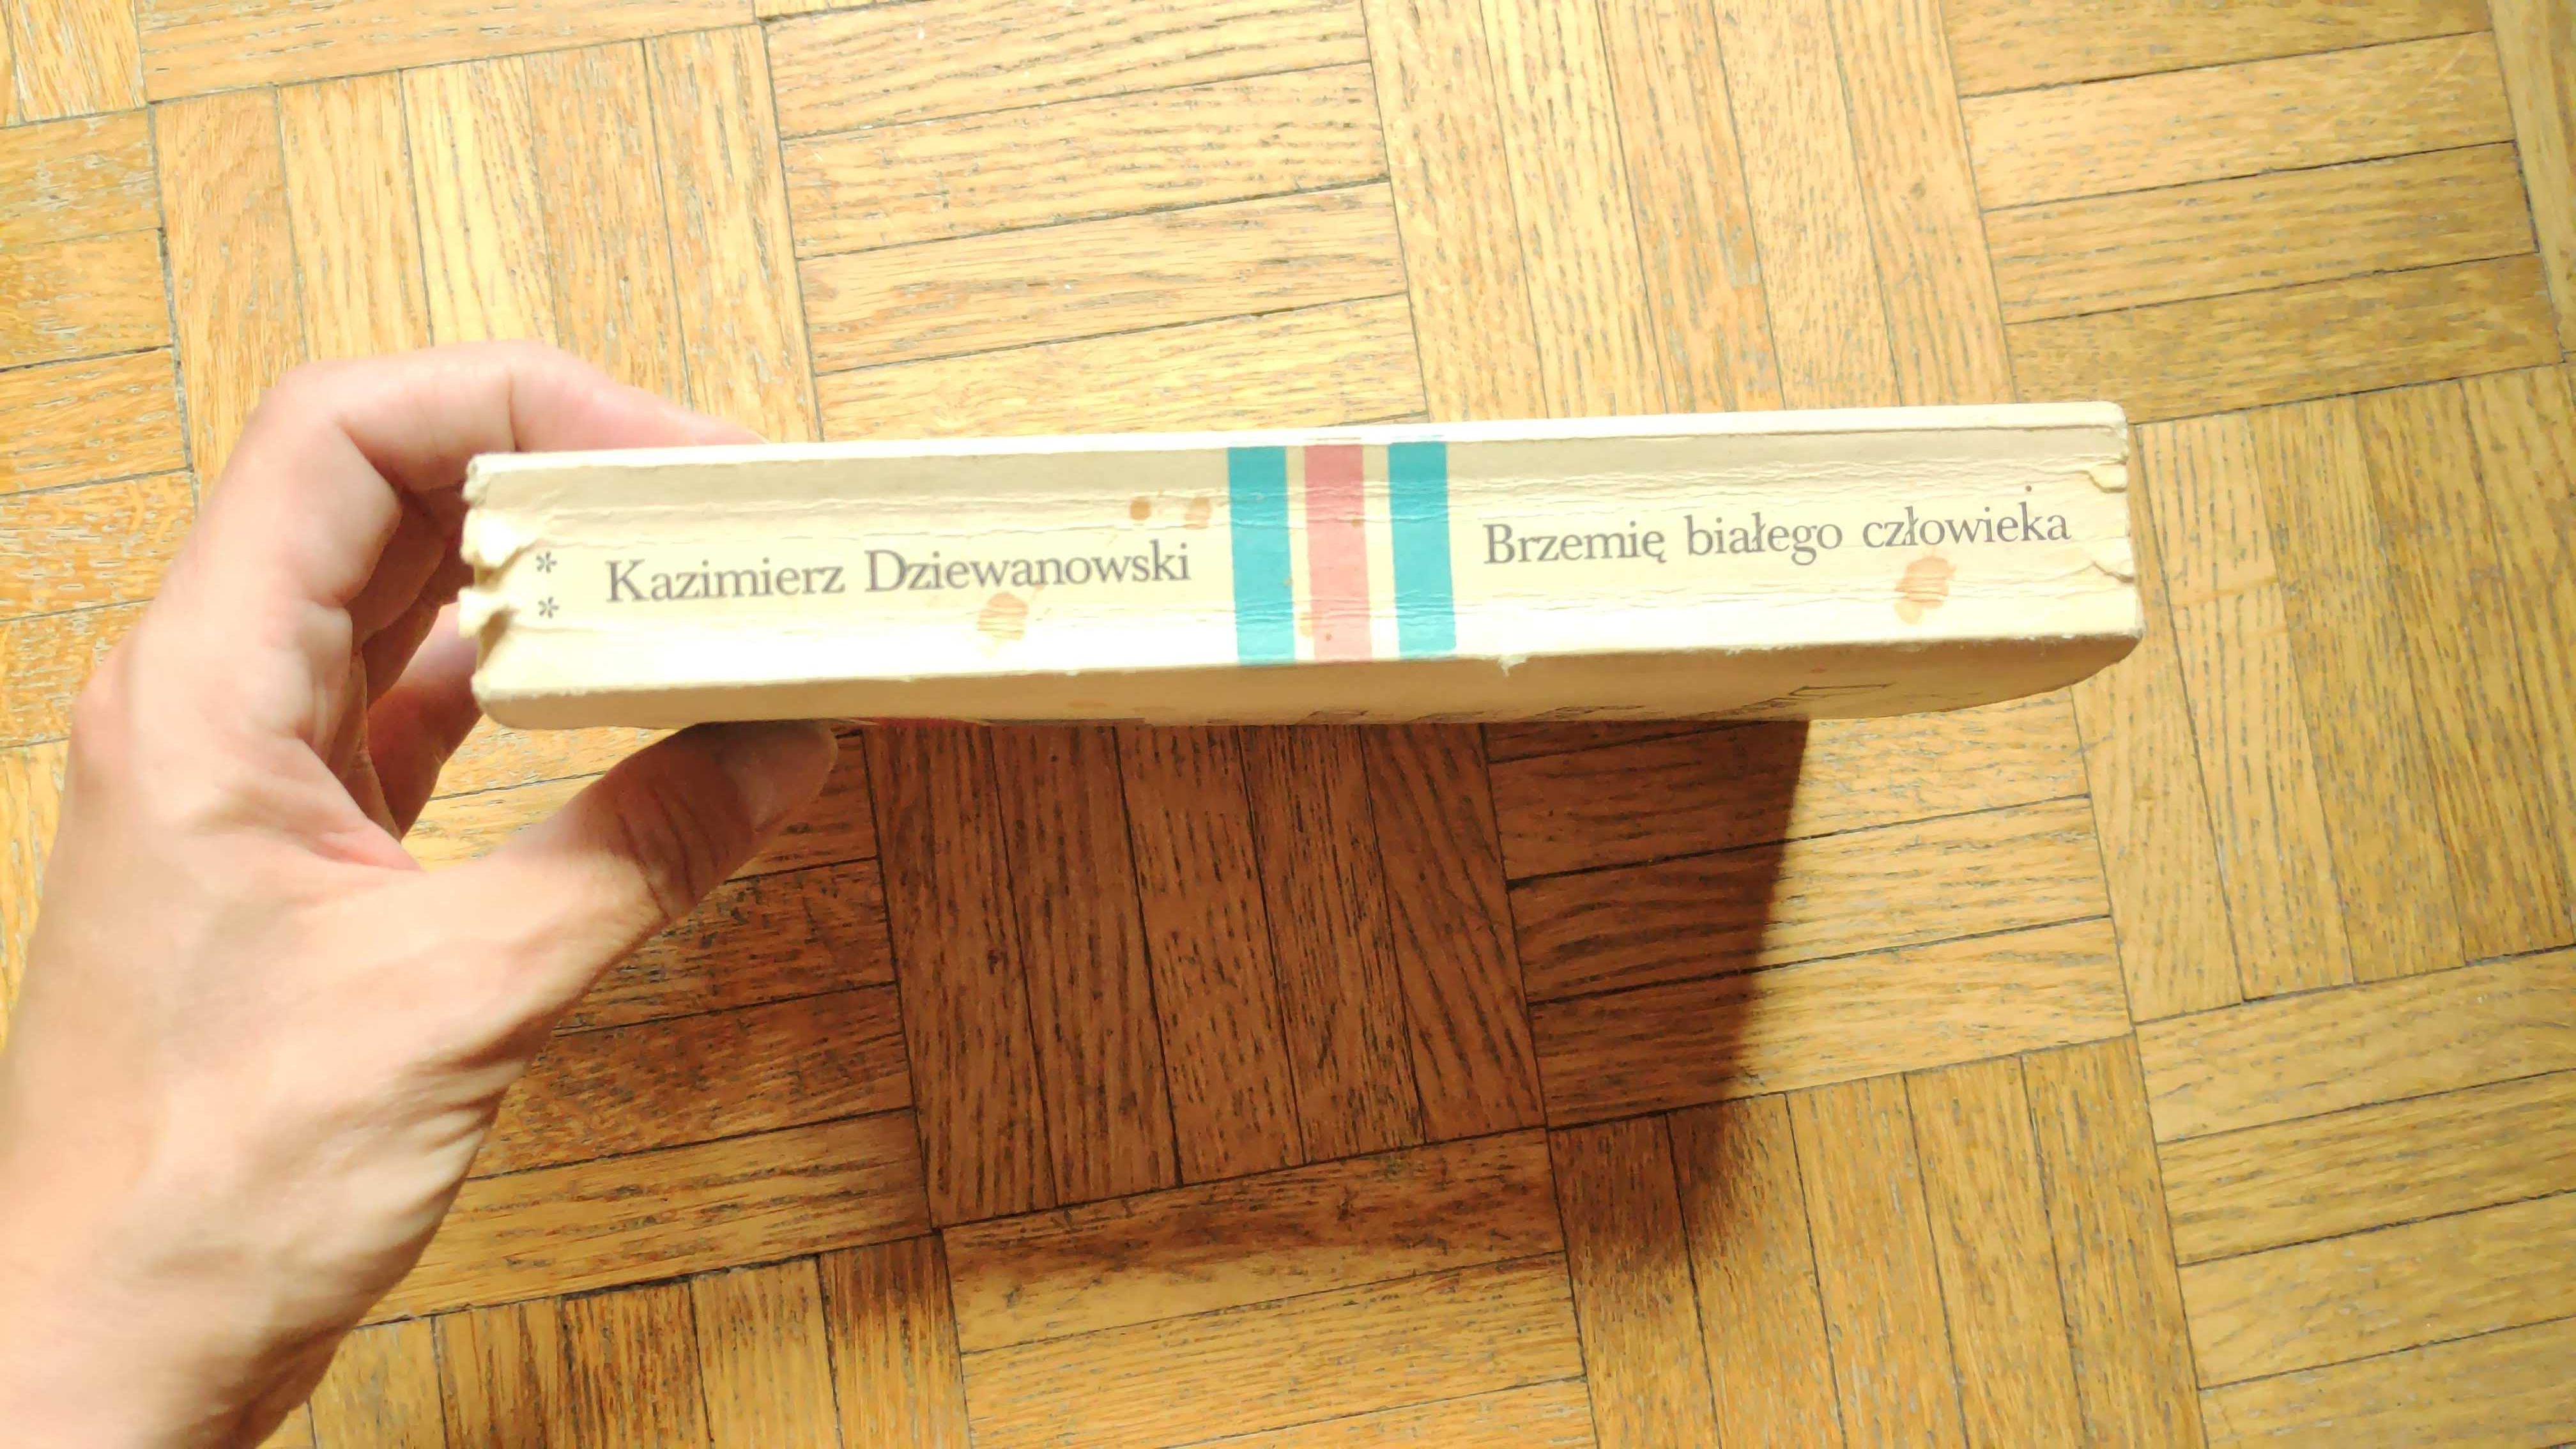 * * Kazimierz Dziewanowski Brzemię białego człowieka